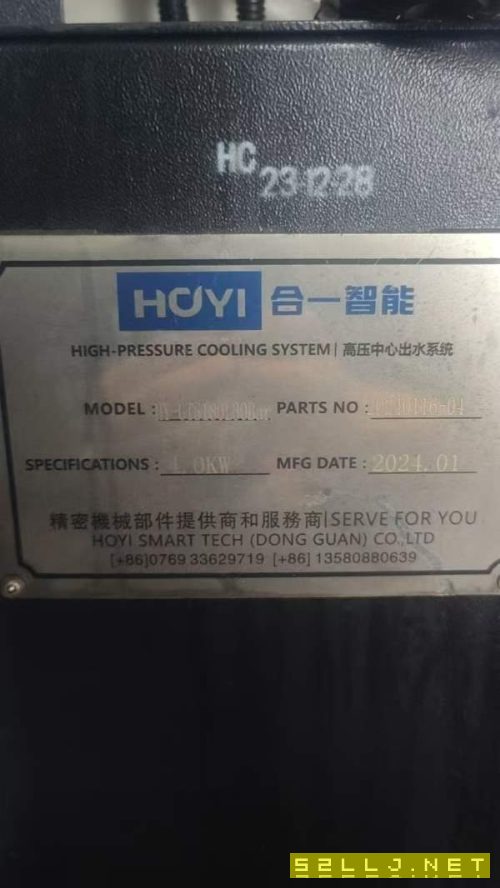 HC
23-12-28
HOYI 合一智能
HIGH-PRESSURE COOLING SYSTEM | 高压中心出水系统
MODEL : PARTS NO :
SPECIFICATIONS : 4.0KW MFG DATE : 2024.01
精密機械部件提供商和服務商|SERVE FOR YOU
HOYI SMART TECH (DONG GUAN) CO.,LTD
[+86]0769 33629719 [+86] 13580880639
52LLJ.NET